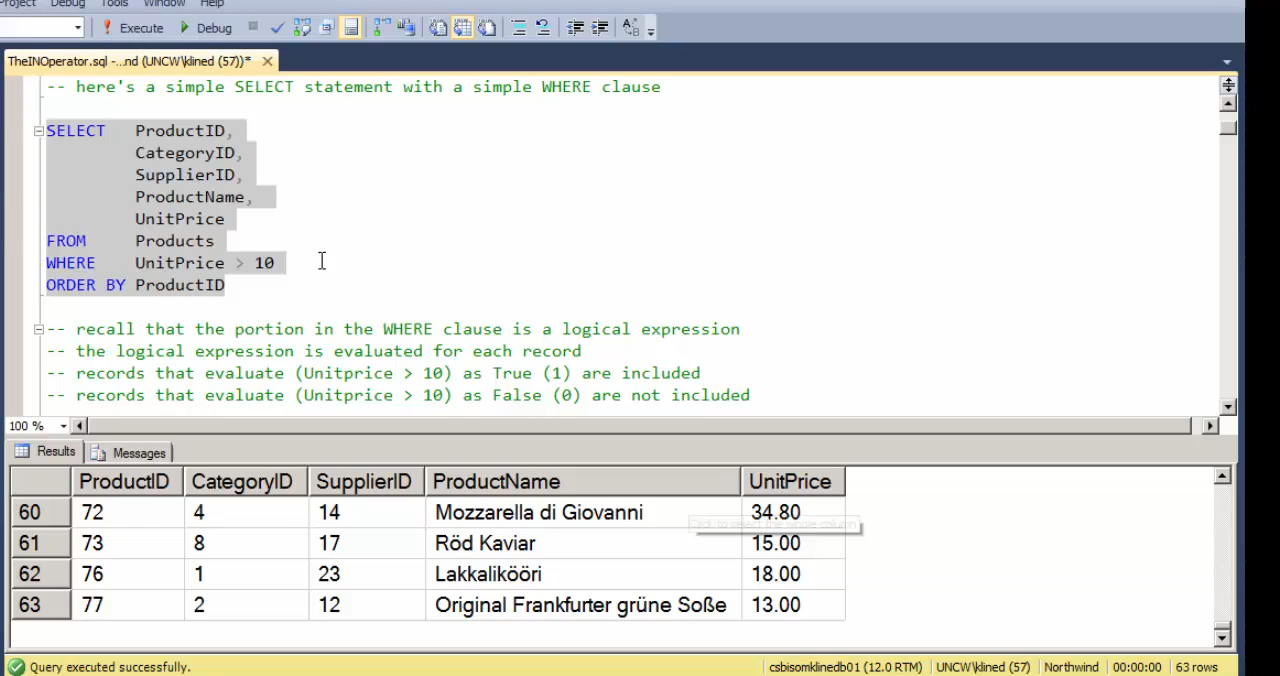 Project Debug Tools Window Help
Execute Debug
TheINOperator.sql -...nd (UNCW\klined (57))*
-- here's a simple SELECT statement with a simple WHERE clause
SELECT ProductID,
CategoryID,
SupplierID,
ProductName,
UnitPrice
FROM Products
WHERE UnitPrice > 10
ORDER BY ProductID
-- recall that the portion in the WHERE clause is a logical expression
-- the logical expression is evaluated for each record
-- records that evaluate (Unitprice > 10) as True (1) are included
-- records that evaluate (Unitprice > 10) as False (0) are not included
100 %
Results Messages
ProductID CategoryID SupplierID ProductName UnitPrice
60 72 4 14 Mozzarella di Giovanni 34.80
Click to select the single column
61 73 8 17 Röd Kaviar 15.00
62 76 1 23 Lakkalikööri 18.00
63 77 2 12 Original Frankfurter grüne Soße 13.00
Query executed successfully. csbisomklinedb01 (12.0 RTM) UNCW\klined (57) Northwind 00:00:00 63 rows